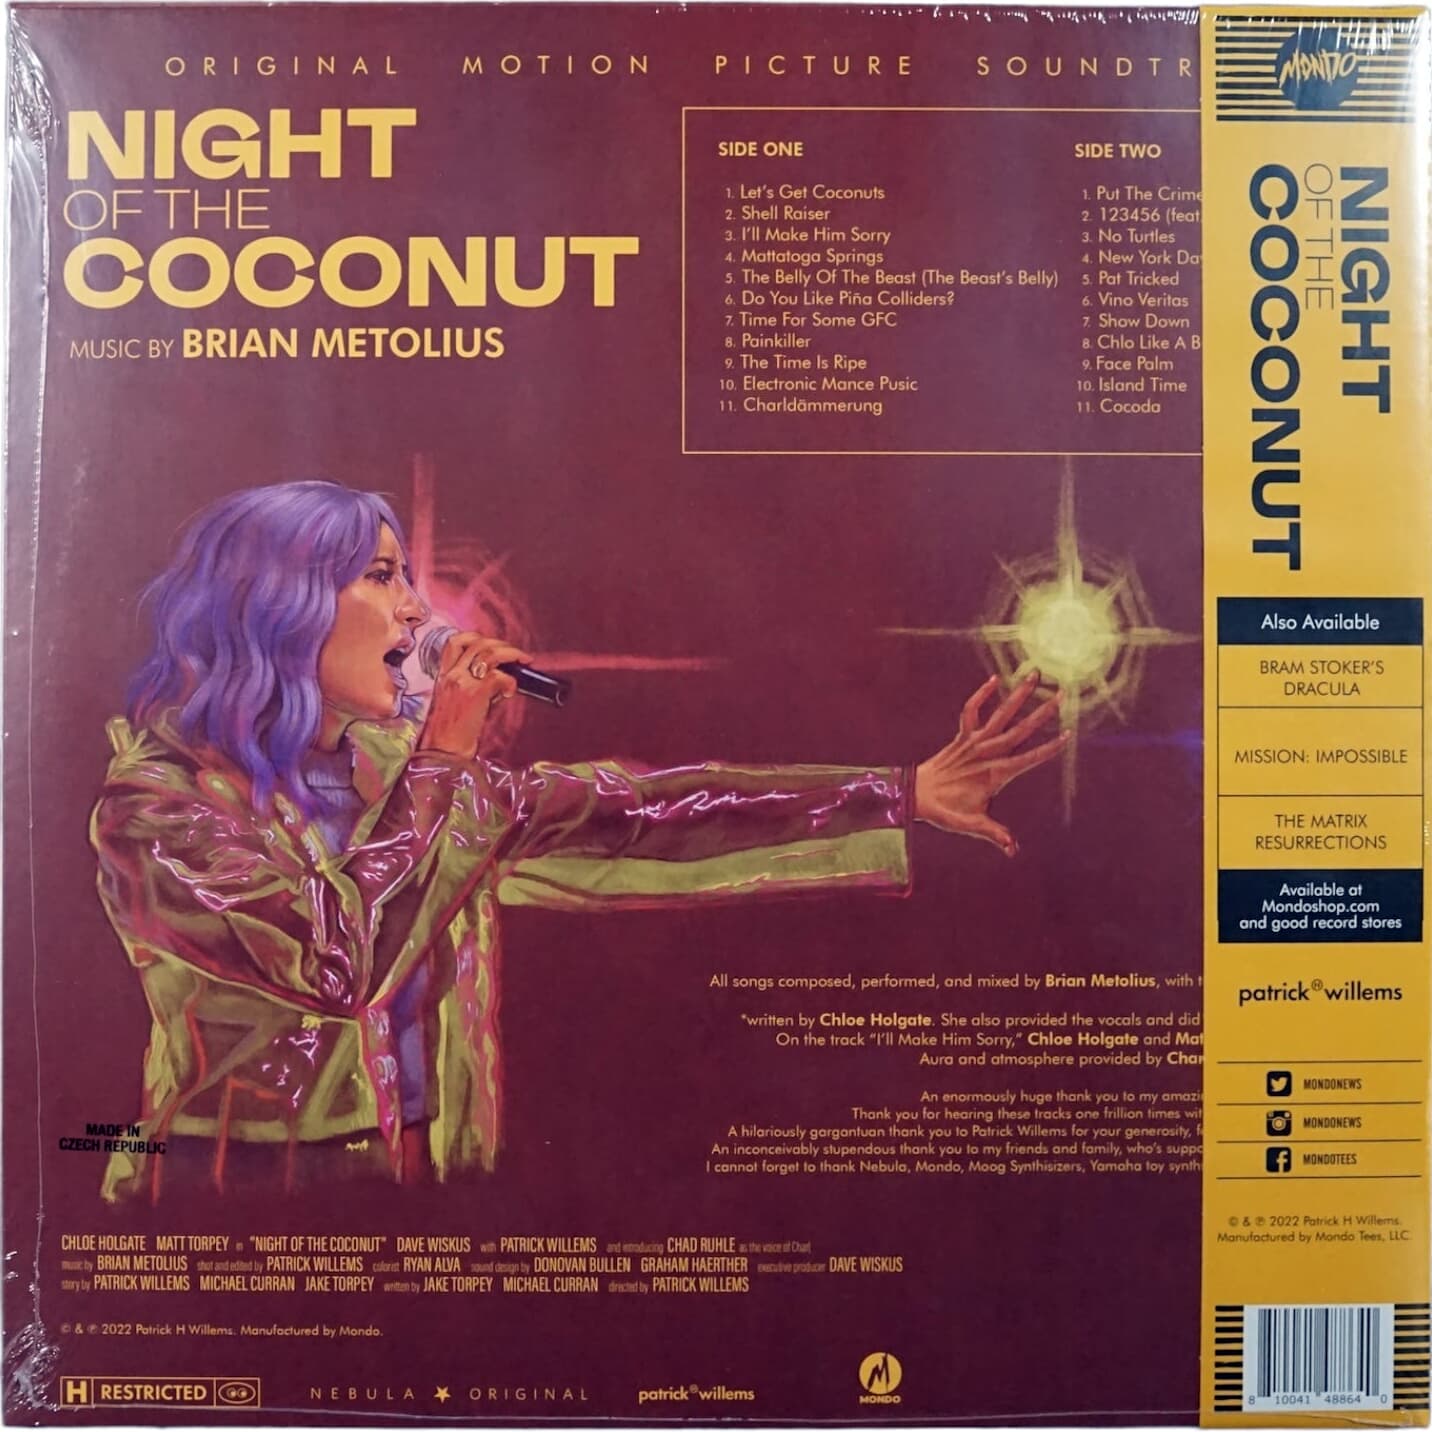 ORIGINAL MOTION PICTURE SOUNDTR
NIGHT
OF THE
COCONUT
MUSIC BY BRIAN METOLIUS
SIDE ONE
1. Let's Get Coconuts
2. Shell Raiser
3. I'll Make Him Sorry
4. Mattatoga Springs
5. The Belly Of The Beast (The Beast's Belly)
6. Do You Like Piña Colliders?
7. Time For Some GFC
8. Painkiller
9. The Time Is Ripe
10. Electronic Mance Pusic
11. Charldämmerung
SIDE TWO
1. Put The Crime
2. 123456 (feat
3. No Turtles
4. New York Da
5. Pat Tricked
6. Vino Veritas
7. Show Down
8. Chlo Like A B
9. Face Palm
10. Island Time
11. Cocoda
All songs composed, performed, and mixed by Brian Metolius, with
*written by Chloe Holgate. She also provided the vocals and did
On the track "I'll Make Him Sorry," Chloe Holgate and Mat
Aura and atmosphere provided by Char
An enormously huge thank you to my amazi
Thank you for hearing these tracks one frillion times wit
A hilariously gargantuan thank you to Patrick Willems for your generosity, f
An inconceivably stupendous thank you to my friends and family, who's suppo
I cannot forget to thank Nebula, Mondo, Moog Synthisizers, Yamaha toy synth
MADE IN
CZECH REPUBLIC
CHLOE HOLGATE MATT TORPEY in "NIGHT OF THE COCONUT" DAVE WISKUS with PATRICK WILLEMS and introducing CHAD RUHLE as the voice of Charl
music by BRIAN METOLIUS shot and edited by PATRICK WILLEMS colorist RYAN ALVA sound design by DONOVAN BULLEN GRAHAM HAERTHER executive producer DAVE WISKUS
story by PATRICK WILLEMS MICHAEL CURRAN JAKE TORPEY written by JAKE TORPEY MICHAEL CURRAN directed by PATRICK WILLEMS
© & ℗ 2022 Patrick H Willems. Manufactured by Mondo.
H RESTRICTED
NEBULA ORIGINAL
patrick H willems
MONDO
MONDO
NIGHT
OF THE
COCONUT
Also Available
BRAM STOKER'S
DRACULA
MISSION: IMPOSSIBLE
THE MATRIX
RESURRECTIONS
Available at
Mondoshop.com
and good record stores
patrick H willems
MONDONEWS
MONDONEWS
MONDOTEES
© & ℗ 2022 Patrick H Willems.
Manufactured by Mondo Tees, LLC.
8 10041 48864 0